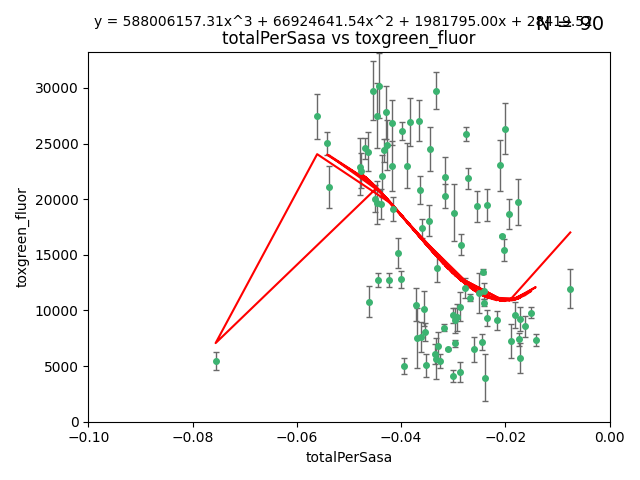 y = 588006157.31x^3 + 66924641.54x^2 + 1981795.00x + 28419.52
N = 90
totalPerSasa vs toxgreen_fluor
30000
25000
20000
15000
10000
5000
0
toxgreen_fluor
−0.10 −0.08 −0.06 −0.04 −0.02 0.00
totalPerSasa